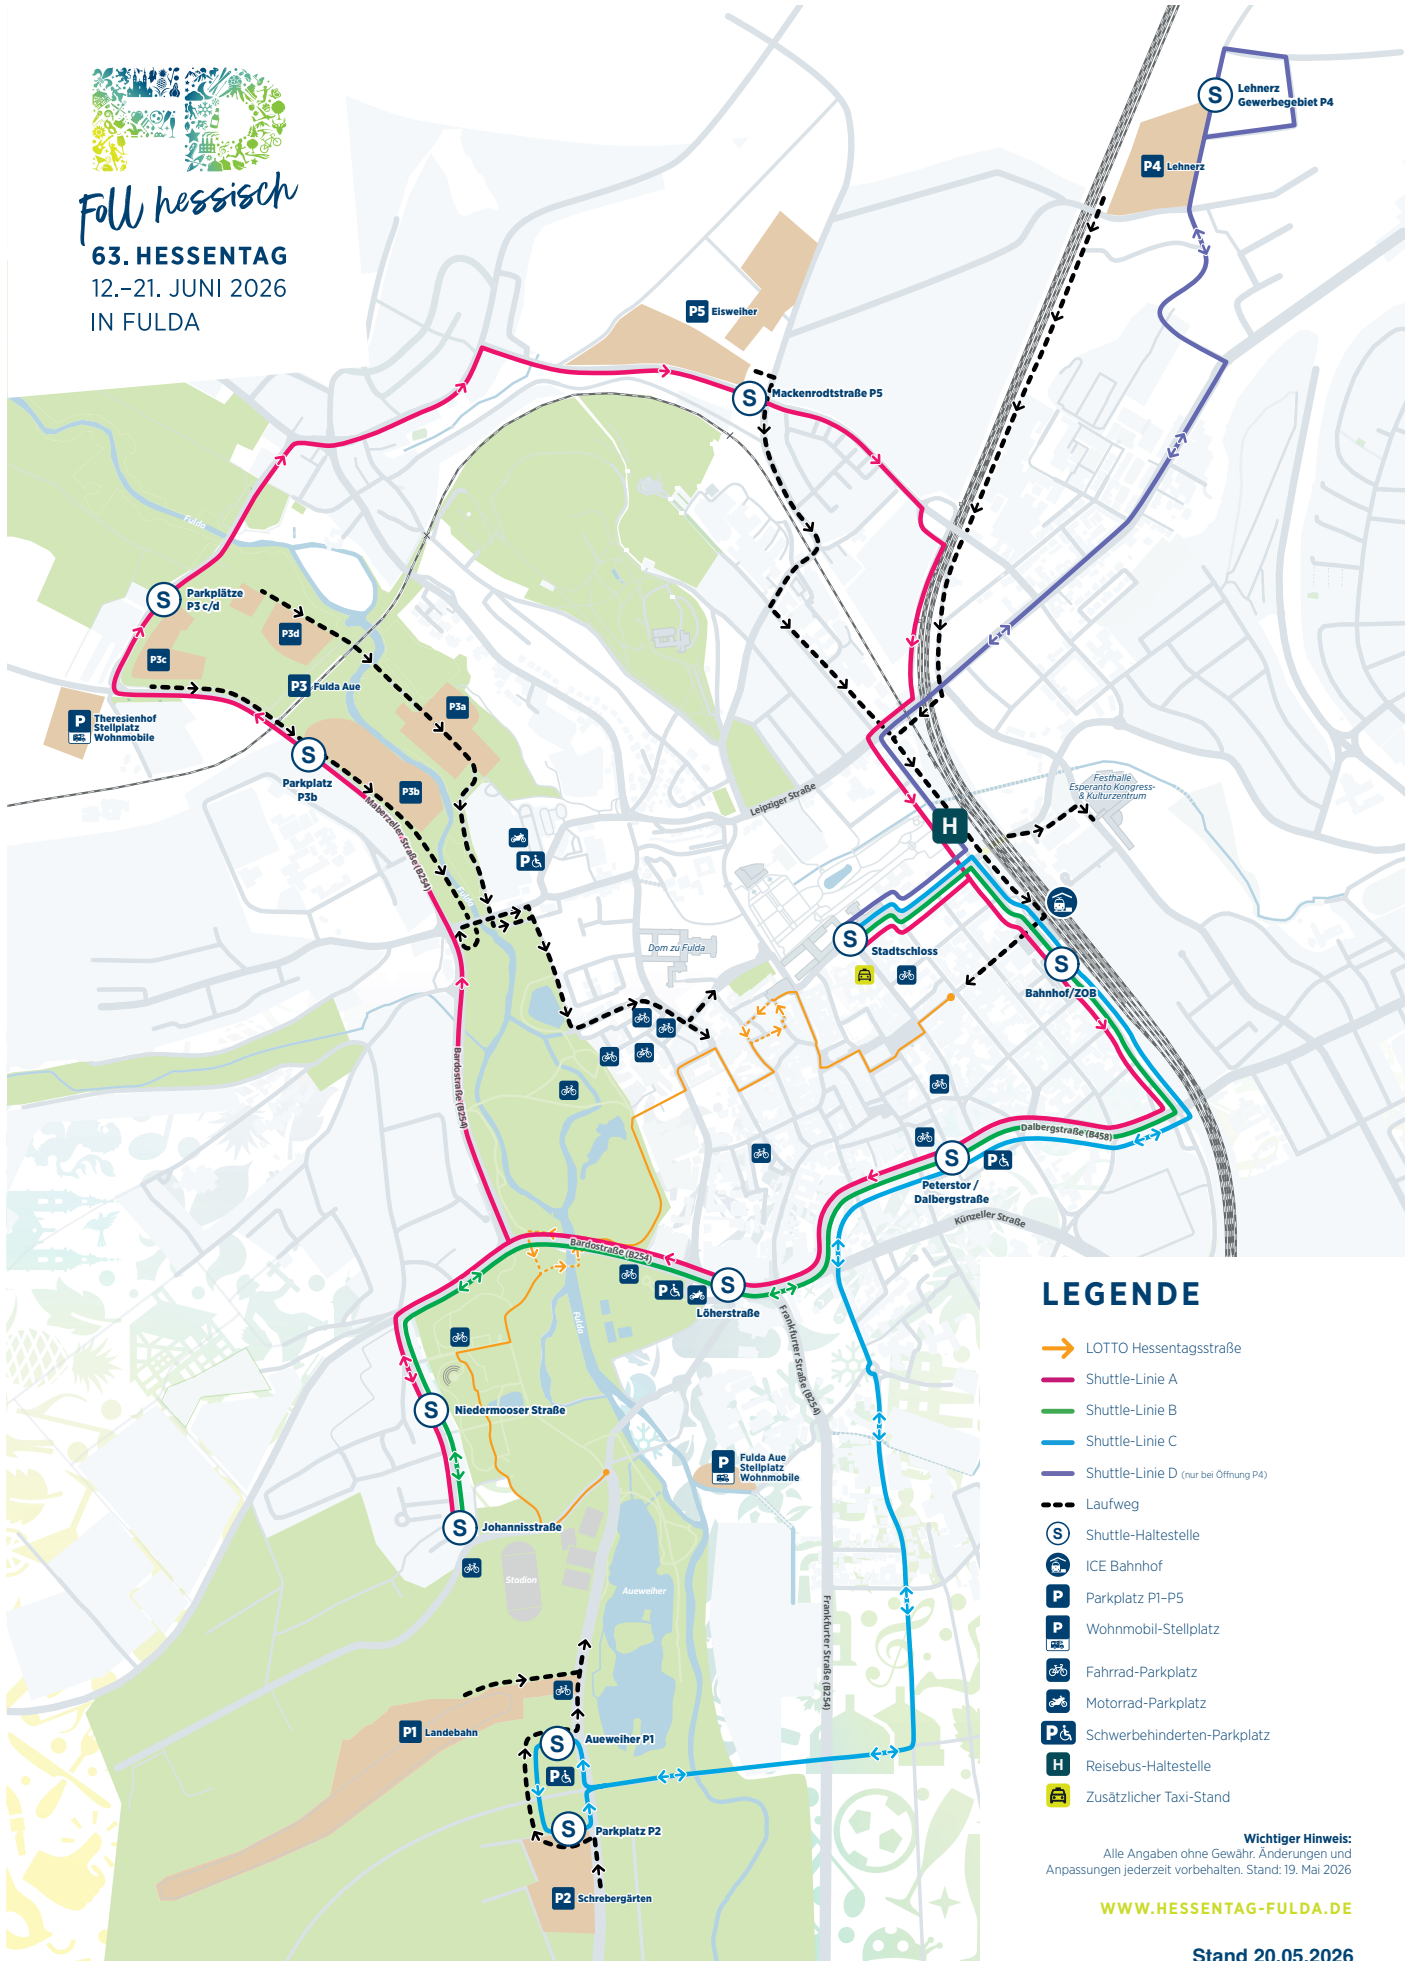 FD
Foll hessisch
63. HESSENTAG
12.–21. JUNI 2026
IN FULDA
S
Lehnerz
Gewerbegebiet P4
P4 Lehnerz
P5 Eisweiher
S
Mackenrodtstraße P5
Fulda
S
Parkplätze
P3 c/d
P3d
P3c
P3 Fulda Aue
P3a
P
Theresienhof
Stellplatz
Wohnmobile
S
Parkplatz
P3b
P3b
Maberzeller Straße (B254)
Leipziger Straße
Festhalle
Esperanto Kongress-
& Kulturzentrum
H
P
Fulda
Dom zu Fulda
S
Stadtschloss
S
Bahnhof/ZOB
Bardostraße (B254)
Dalbergstraße (B458)
S
P
Peterstor /
Dalbergstraße
Künzeller Straße
Bardostraße (B254)
P
S
Löherstraße
Fulda
Frankfurter Straße (B254)
S
Niedermooser Straße
P
Fulda Aue
Stellplatz
Wohnmobile
S
Johannisstraße
Stadion
Aueweiher
Frankfurter Straße (B254)
P1 Landebahn
S
Aueweiher P1
P
S
Parkplatz P2
P2 Schrebergärten
LEGENDE
LOTTO Hessentagsstraße
Shuttle-Linie A
Shuttle-Linie B
Shuttle-Linie C
Shuttle-Linie D (nur bei Öffnung P4)
Laufweg
S Shuttle-Haltestelle
ICE Bahnhof
P Parkplatz P1–P5
P Wohnmobil-Stellplatz
Fahrrad-Parkplatz
Motorrad-Parkplatz
P Schwerbehinderten-Parkplatz
H Reisebus-Haltestelle
Zusätzlicher Taxi-Stand
Wichtiger Hinweis:
Alle Angaben ohne Gewähr. Änderungen und
Anpassungen jederzeit vorbehalten. Stand: 19. Mai 2026
WWW.HESSENTAG-FULDA.DE
Stand 20.05.2026